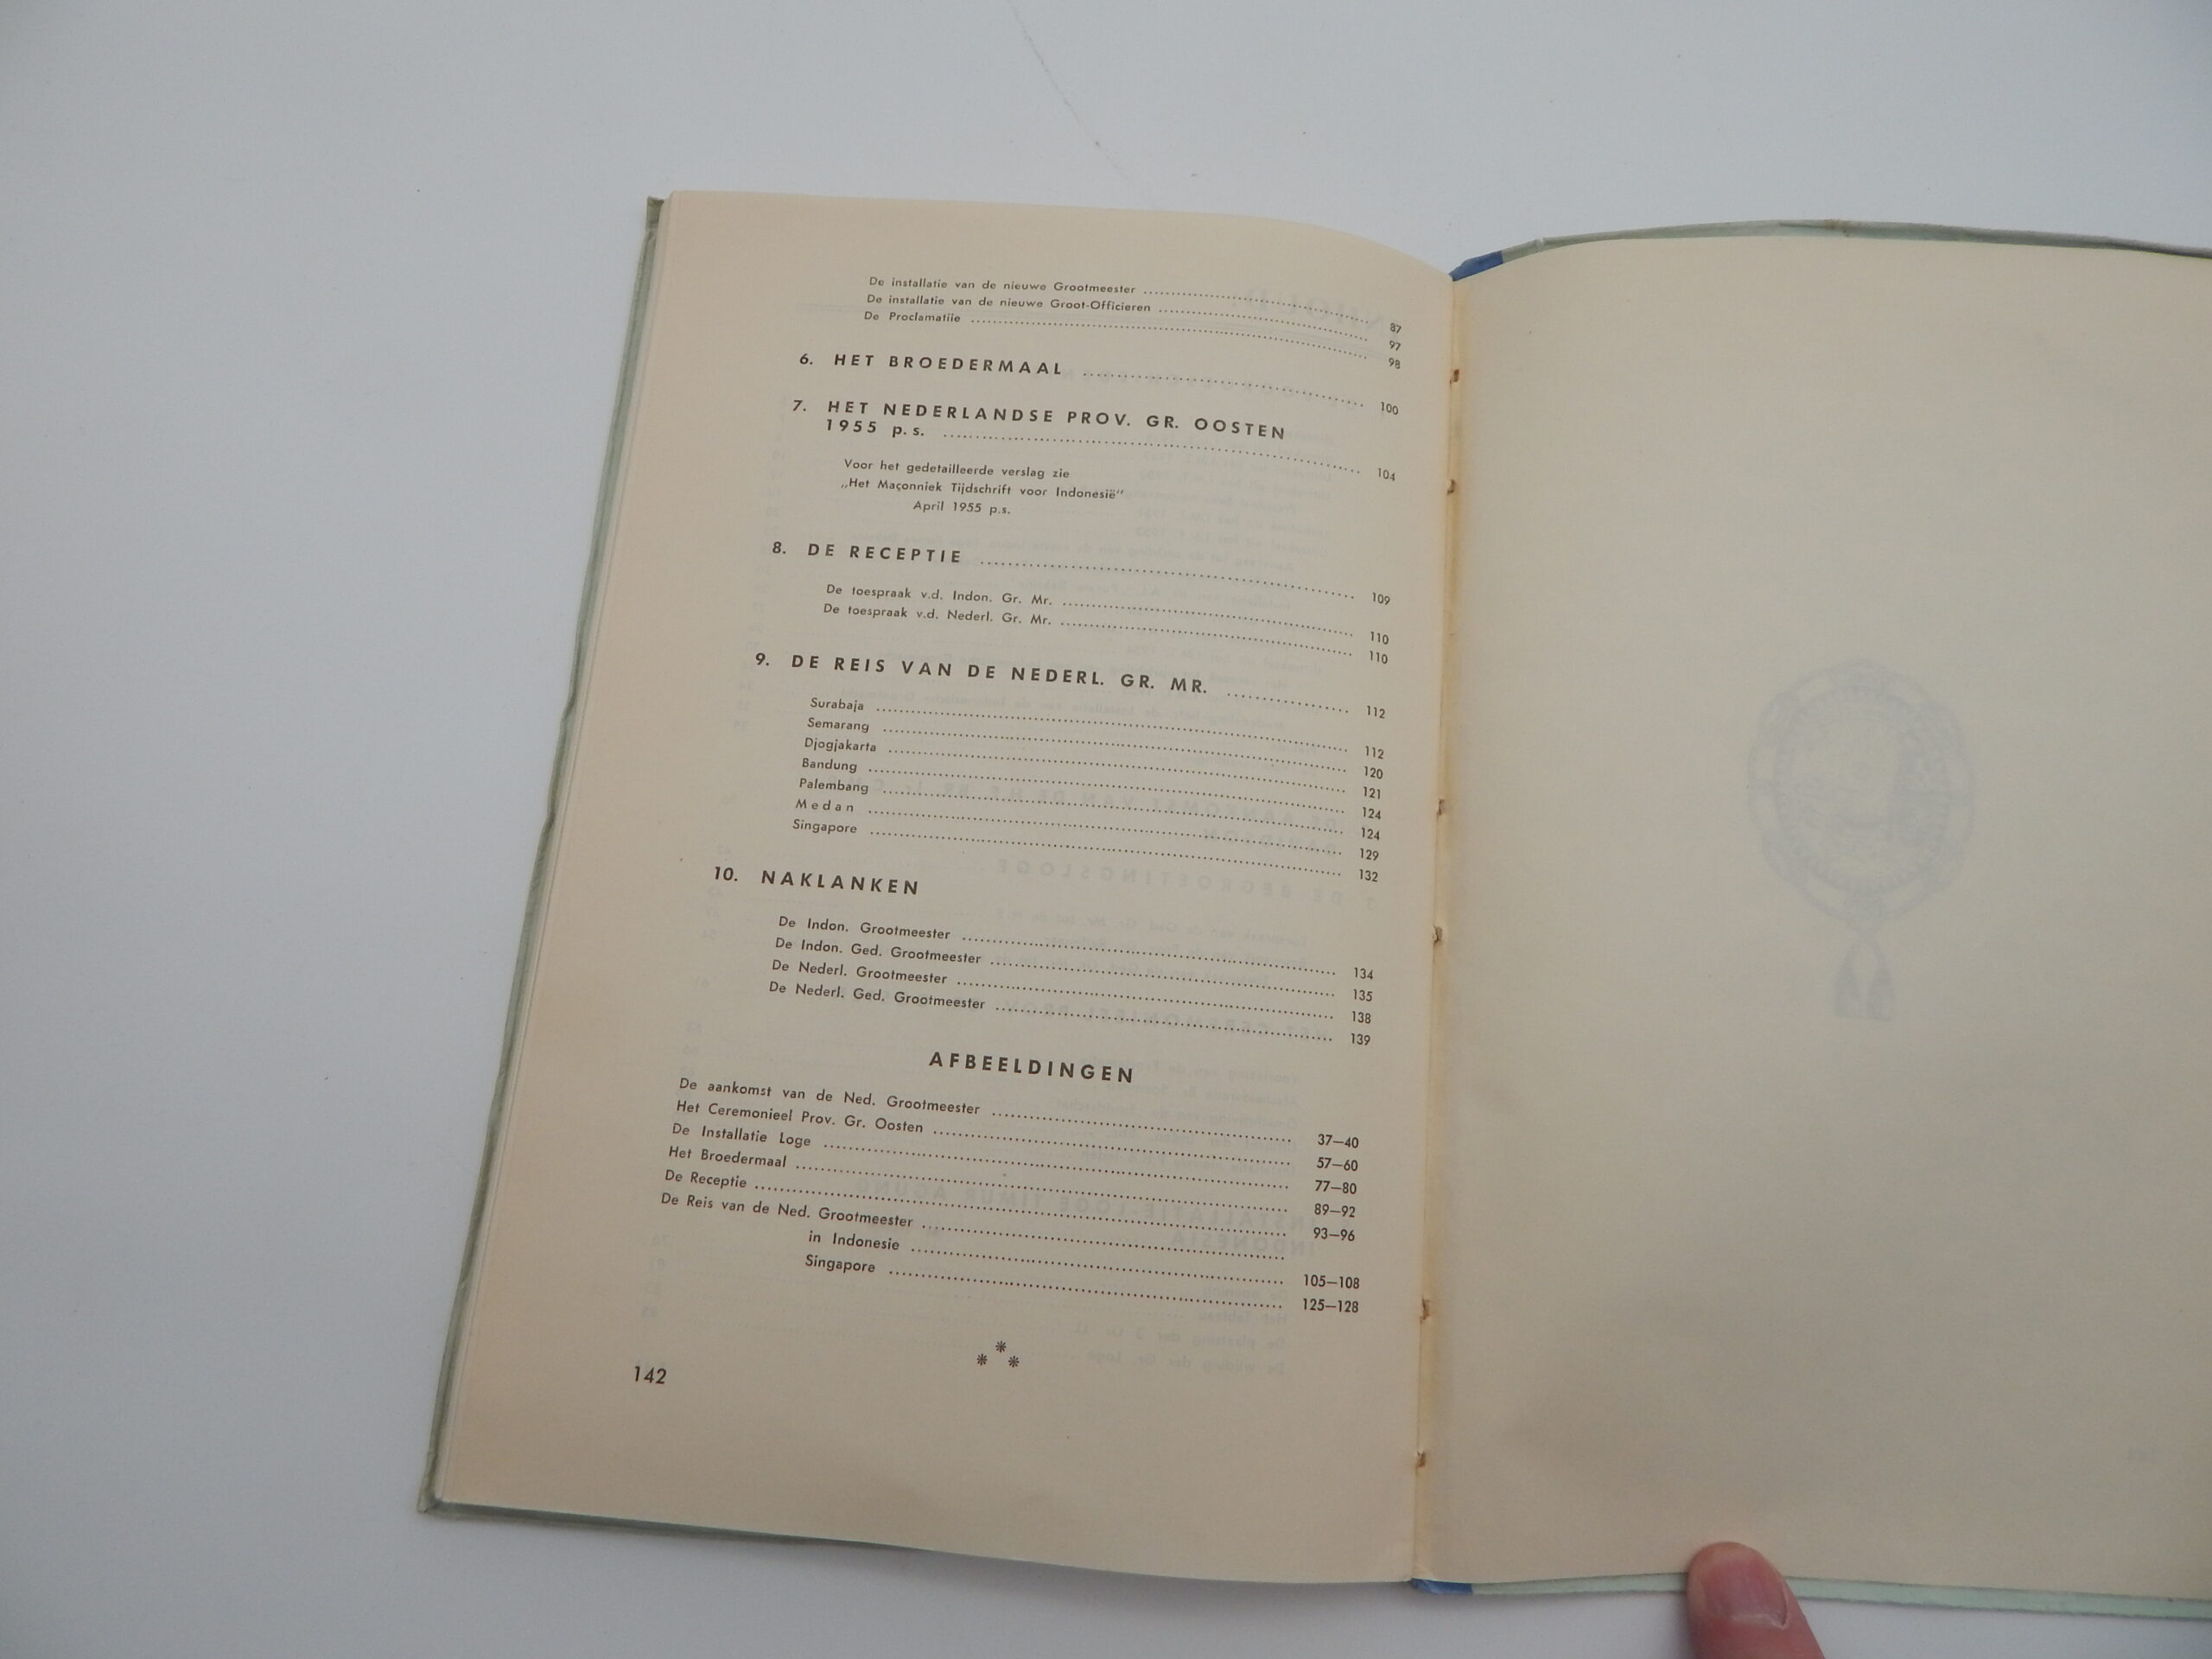 De installatie van de nieuwe Grootmeester ........ 87
De installatie van de nieuwe Groot-Officieren ........ 97
De Proclamatiie ........ 98
6. HET BROEDERMAAL ........ 100
7. HET NEDERLANDSE PROV. GR. OOSTEN
1955 p.s. ........ 104
Voor het gedetailleerde verslag zie
„Het Maçonniek Tijdschrift voor Indonesië"
April 1955 p.s.
8. DE RECEPTIE ........ 109
De toespraak v.d. Indon. Gr. Mr. ........ 110
De toespraak v.d. Nederl. Gr. Mr. ........ 110
9. DE REIS VAN DE NEDERL. GR. MR. ........ 112
Surabaja ........ 112
Semarang ........ 120
Djogjakarta ........ 121
Bandung ........ 124
Palembang ........ 124
Medan ........ 129
Singapore ........ 132
10. NAKLANKEN
De Indon. Grootmeester ........ 134
De Indon. Ged. Grootmeester ........ 135
De Nederl. Grootmeester ........ 138
De Nederl. Ged. Grootmeester ........ 139
AFBEELDINGEN
De aankomst van de Ned. Grootmeester ........ 37—40
Het Ceremonieel Prov. Gr. Oosten ........ 57—60
De Installatie Loge ........ 77—80
Het Broedermaal ........ 89—92
De Receptie ........ 93—96
De Reis van de Ned. Grootmeester ........
in Indonesie ........ 105—108
Singapore ........ 125—128
142